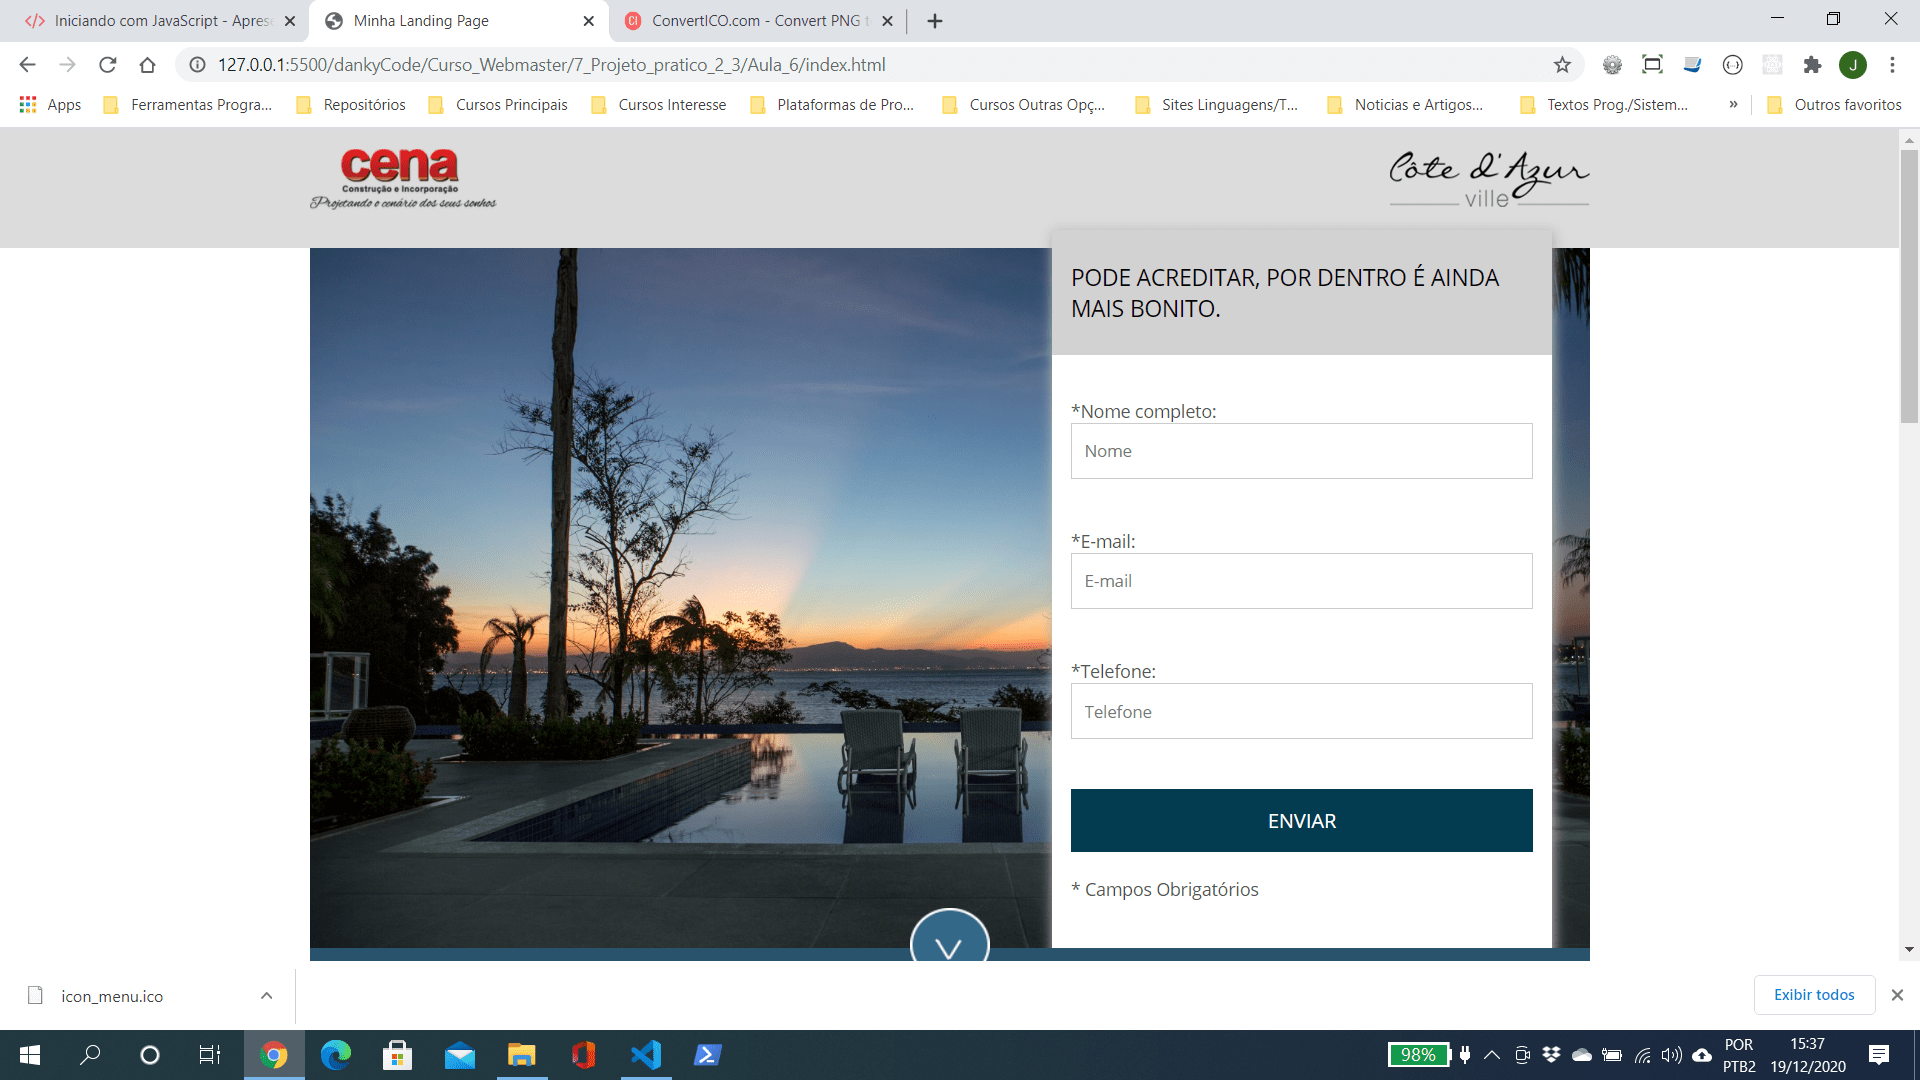 Iniciando com JavaScript - Aprese
Minha Landing Page
CI
ConvertICO.com - Convert PNG t
127.0.0.1:5500/dankyCode/Curso_Webmaster/7_Projeto_pratico_2_3/Aula_6/index.html
J
Apps
Ferramentas Progra...
Repositórios
Cursos Principais
Cursos Interesse
Plataformas de Pro...
Cursos Outras Opç...
Sites Linguagens/T...
Noticias e Artigos...
Textos Prog./Sistem...
»
Outros favoritos
cena
Construção e Incorporação
Projetando o cenário dos seus sonhos
Côte d'Azur
ville
PODE ACREDITAR, POR DENTRO É AINDA
MAIS BONITO.
*Nome completo:
Nome
*E-mail:
E-mail
*Telefone:
Telefone
ENVIAR
* Campos Obrigatórios
icon_menu.ico
Exibir todos
98%
POR
PTB2
15:37
19/12/2020